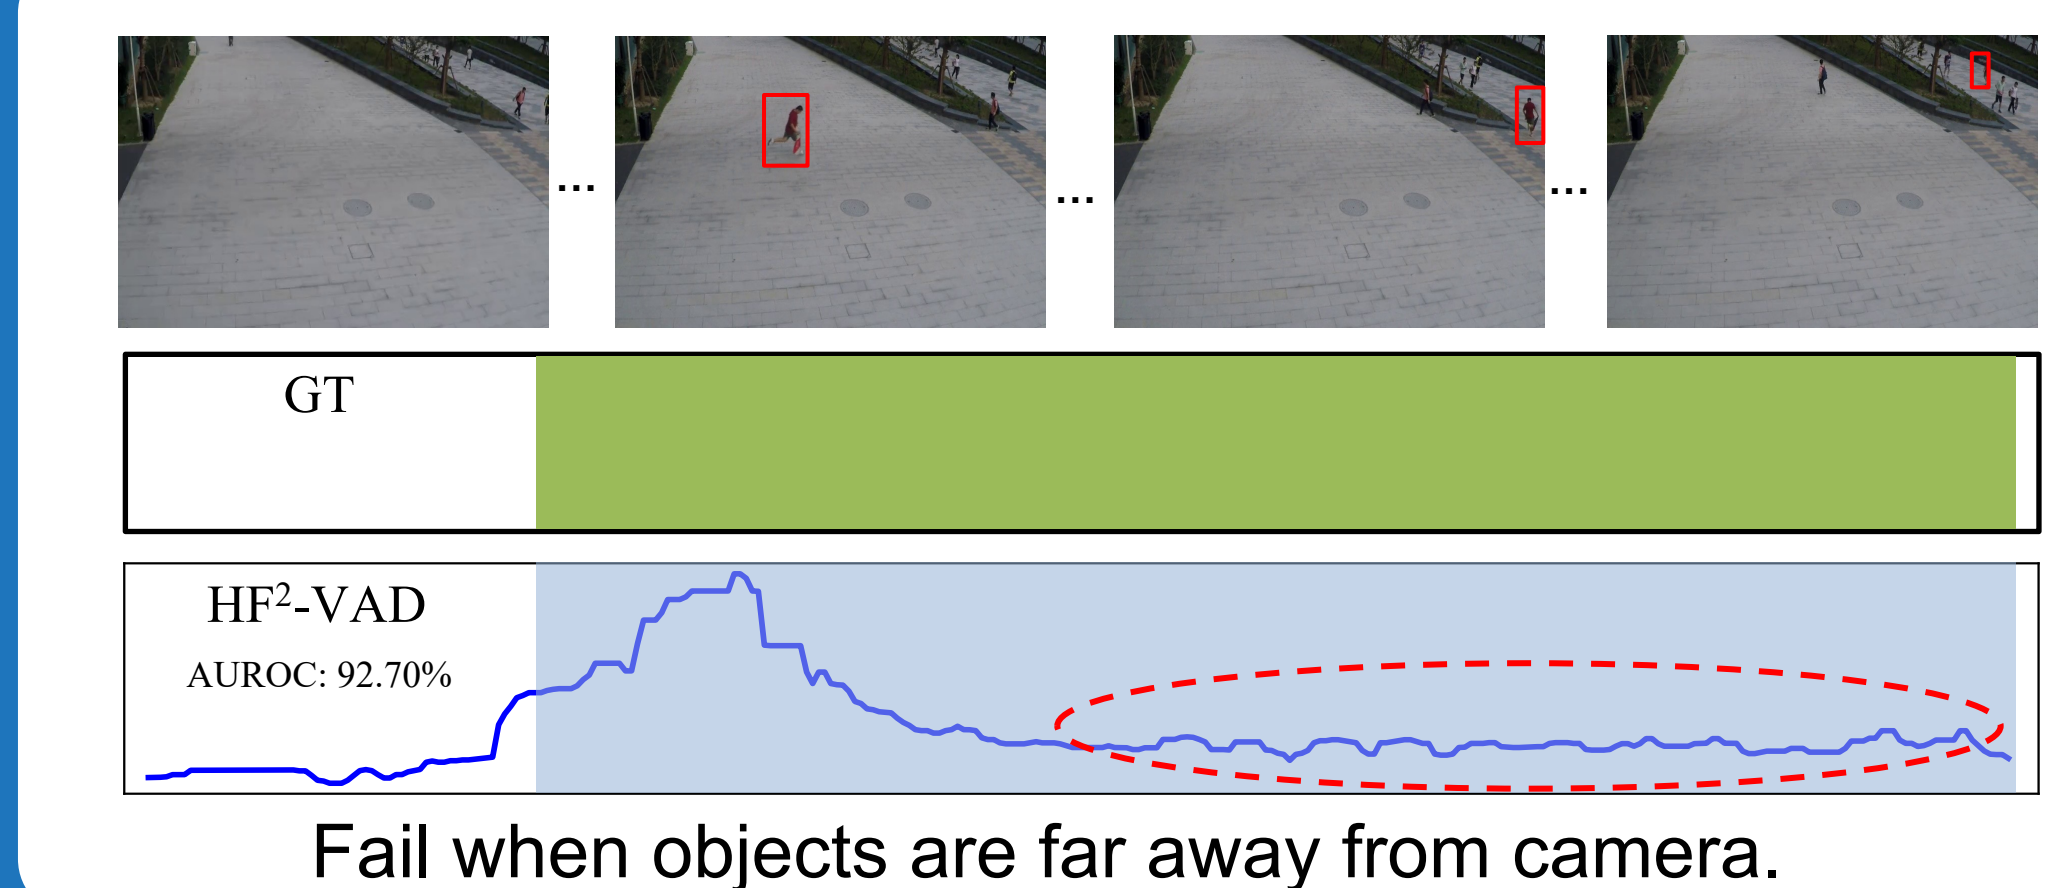 ... ... ...
GT
HF²-VAD
AUROC: 92.70%
Fail when objects are far away from camera.